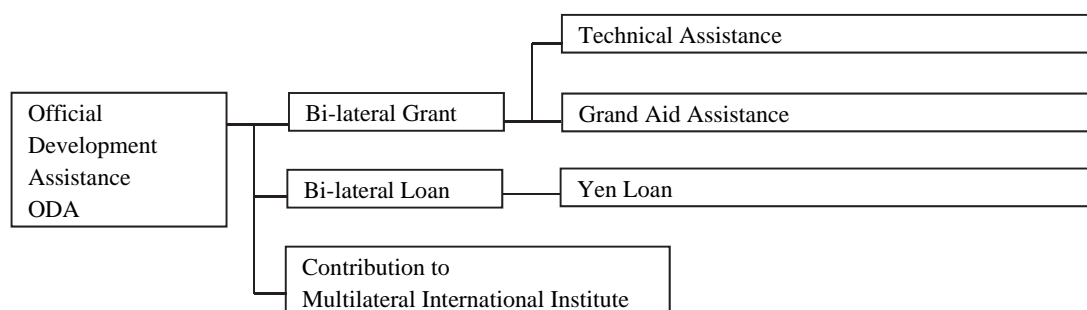 Technical Assistance
Official
Development
Assistance
ODA
Bi-lateral Grant
Grand Aid Assistance
Bi-lateral Loan
Yen Loan
Contribution to
Multilateral International Institute